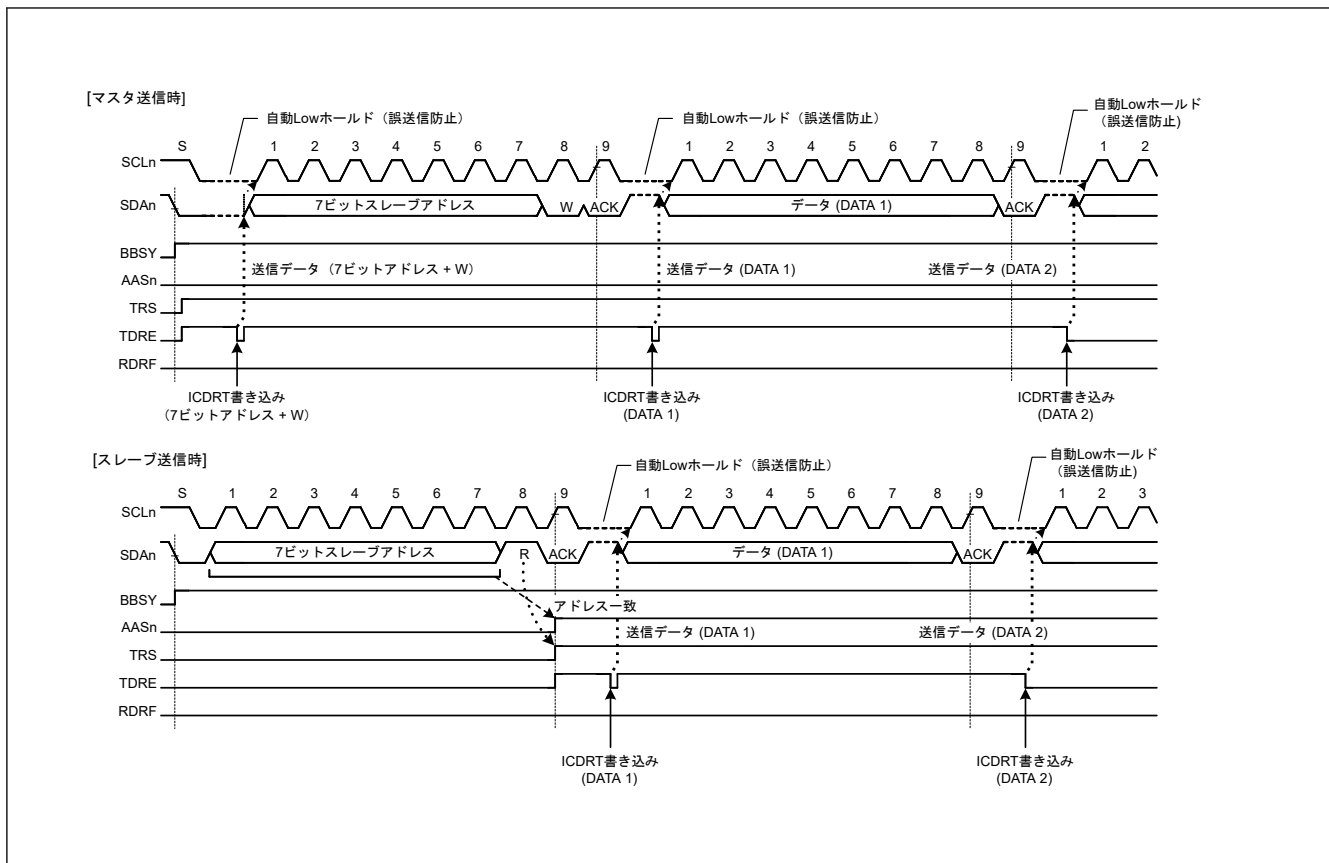 [マスタ送信時]
自動Lowホールド（誤送信防止）
自動Lowホールド（誤送信防止）
自動Lowホールド
（誤送信防止)
S 1 2 3 4 5 6 7 8 9 1 2 3 4 5 6 7 8 9 1 2
SCLn
SDAn 7ビットスレーブアドレス W ACK データ (DATA 1) ACK
BBSY
送信データ（7ビットアドレス + W） 送信データ (DATA 1) 送信データ (DATA 2)
AASn
TRS
TDRE
RDRF
ICDRT書き込み
（7ビットアドレス + W）
ICDRT書き込み
(DATA 1)
ICDRT書き込み
(DATA 2)
[スレーブ送信時]
自動Lowホールド（誤送信防止）
自動Lowホールド
（誤送信防止)
S 1 2 3 4 5 6 7 8 9 1 2 3 4 5 6 7 8 9 1 2 3
SCLn
SDAn 7ビットスレーブアドレス R ACK データ (DATA 1) ACK
BBSY
アドレス一致
AASn
送信データ (DATA 1) 送信データ (DATA 2)
TRS
TDRE
RDRF
ICDRT書き込み
(DATA 1)
ICDRT書き込み
(DATA 2)